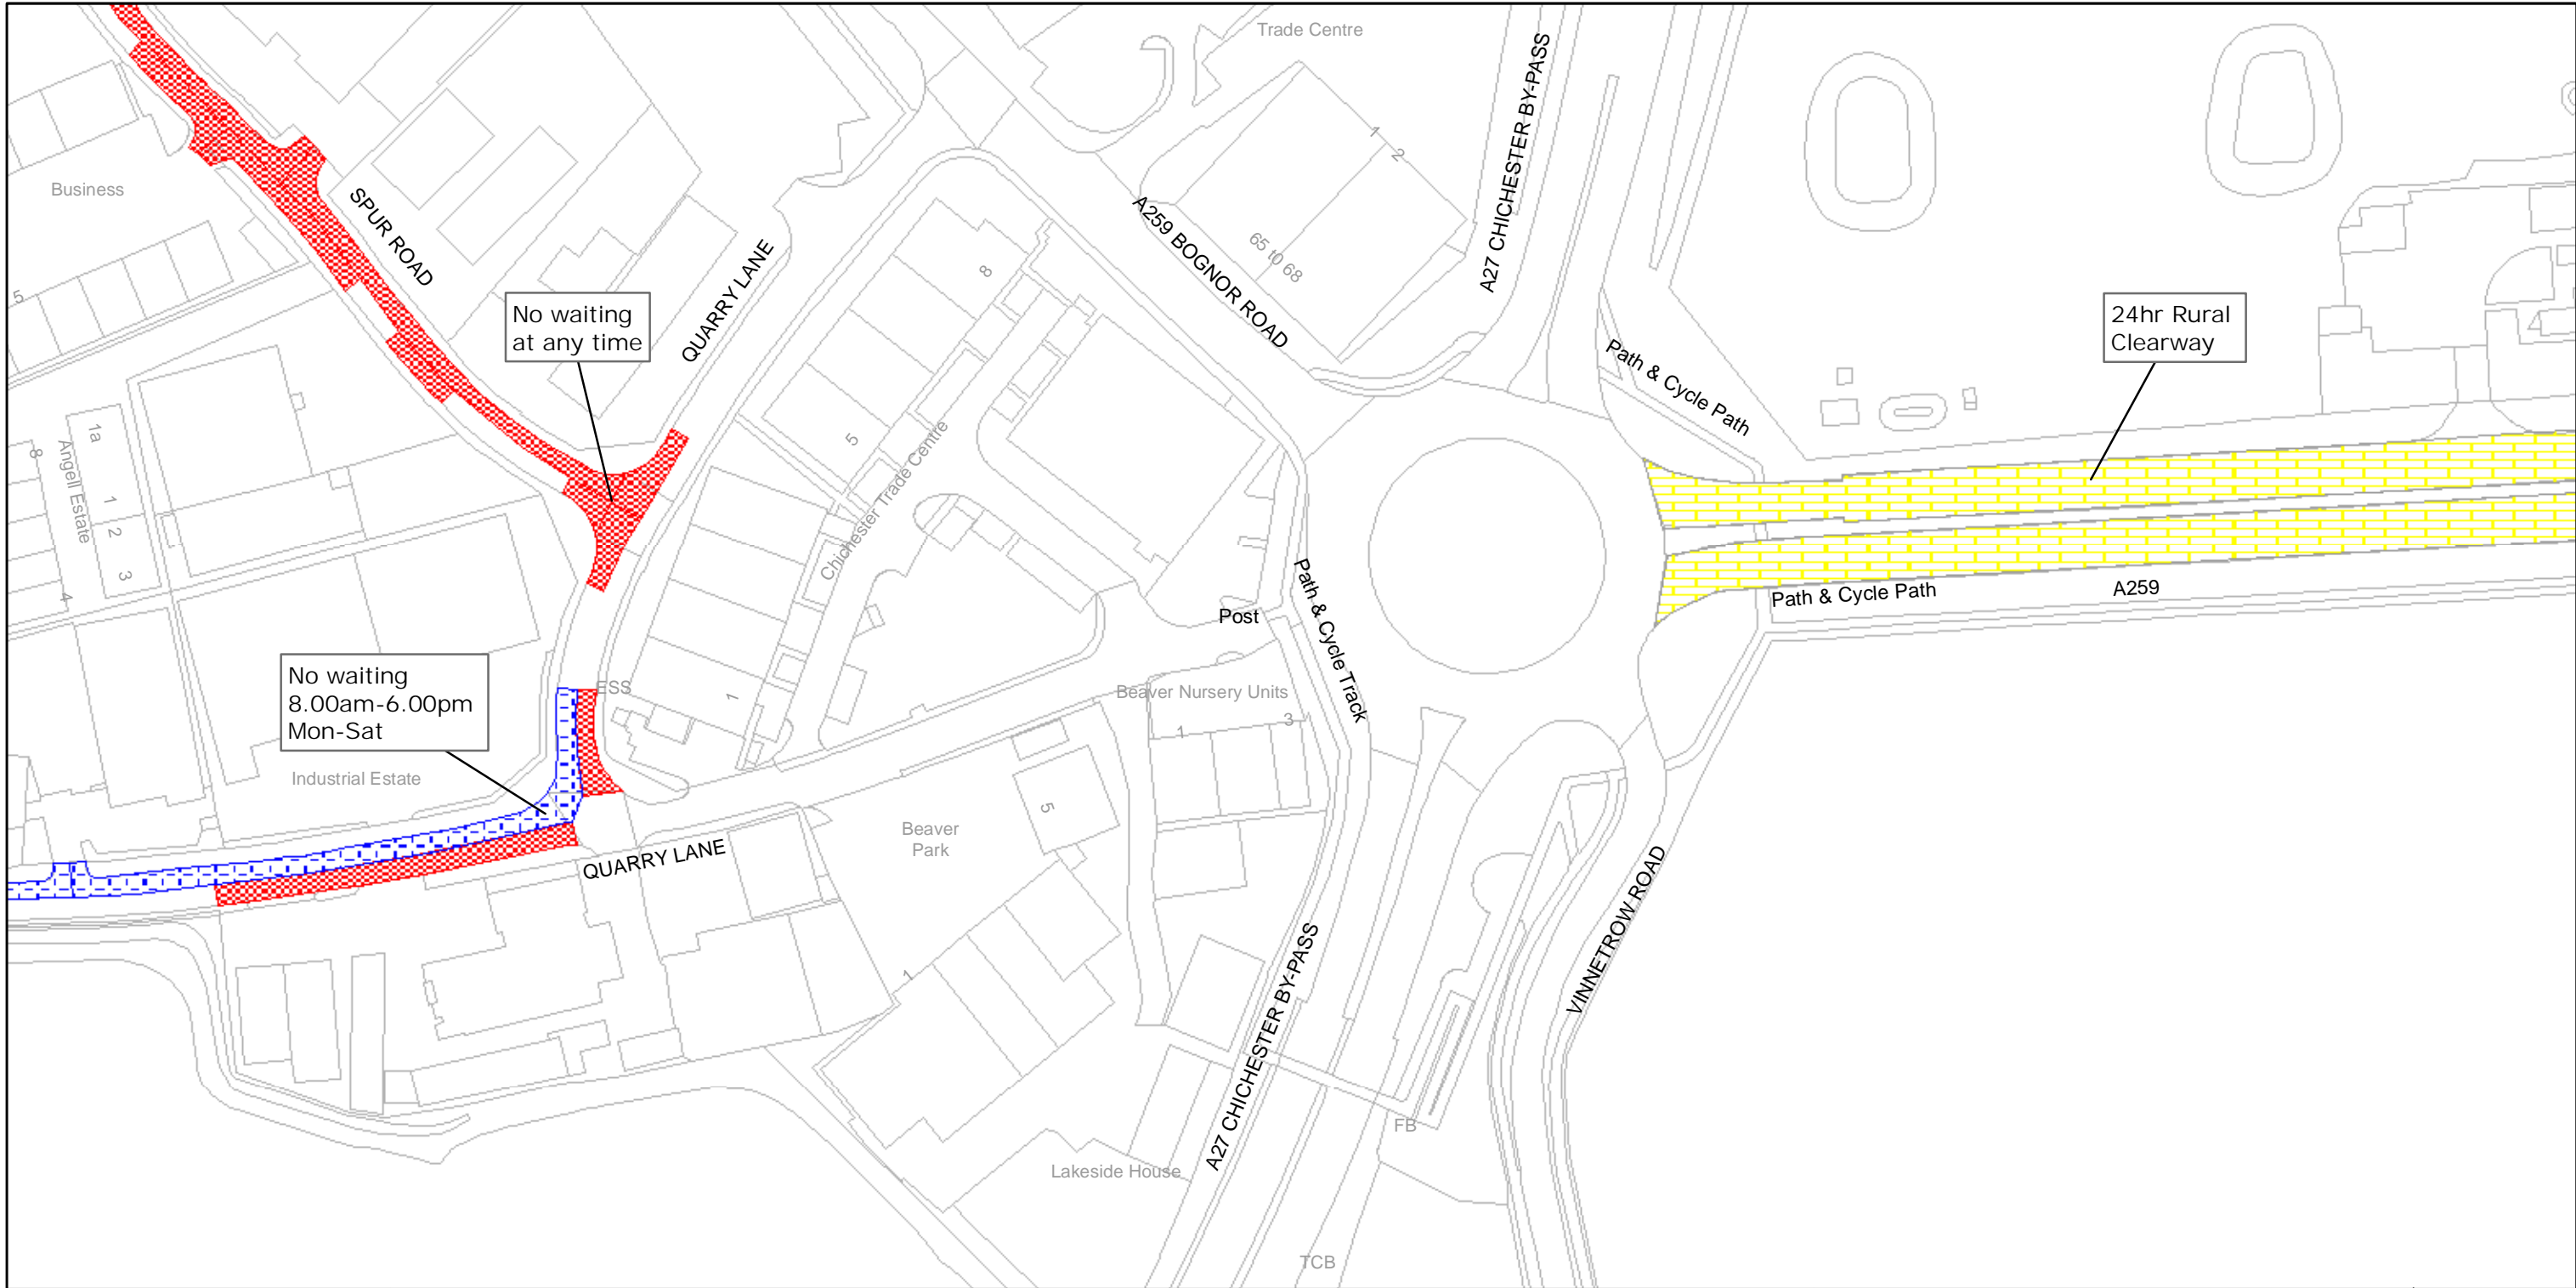 Trade Centre
A27 CHICHESTER BY-PASS
1
2
Business
SPUR ROAD
A259 BOGNOR ROAD
65 to 68
QUARRY LANE
8
5
No waiting
at any time
24hr Rural
Clearway
Path & Cycle Path
1a
Angell Estate
8
1
2
3
4
5
Chichester Trade Centre
Path & Cycle Path
A259
Post
Path & Cycle Track
No waiting
8.00am-6.00pm
Mon-Sat
ESS
1
Beaver Nursery Units
1
3
Industrial Estate
5
Beaver
Park
QUARRY LANE
1
VINNETROW ROAD
A27 CHICHESTER BY-PASS
FB
Lakeside House
TCB